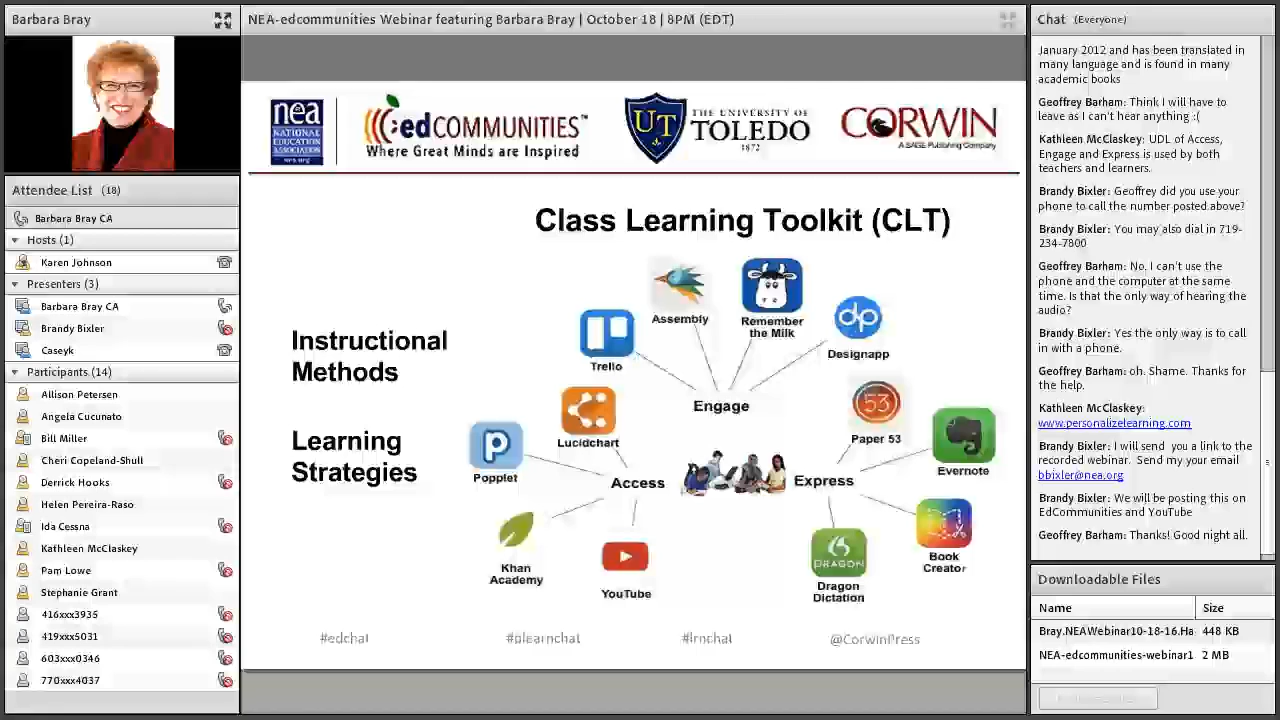 Barbara Bray
NEA-edcommunities Webinar featuring Barbara Bray | October 18 | 8PM (EDT)
Attendee List (18)
Barbara Bray CA
Hosts (1)
Karen Johnson
Presenters (3)
Barbara Bray CA
Brandy Bixler
Caseyk
Participants (14)
Allison Petersen
Angela Cucunato
Bill Miller
Cheri Copeland-Shull
Derrick Hooks
Helen Pereira-Raso
Ida Cessna
Kathleen McClaskey
Pam Lowe
Stephanie Grant
416xxx3935
419xxx5031
603xxx0346
770xxx4037
nea
NATIONAL
EDUCATION
ASSOCIATION
nea.org
edCOMMUNITIES™
Where Great Minds are Inspired
UT
THE UNIVERSITY OF
TOLEDO
1872
CORWIN
A SAGE Publishing Company
Class Learning Toolkit (CLT)
Instructional
Methods
Learning
Strategies
Assembly
Remember
the Milk
dp
Designapp
Trello
Engage
53
Paper 53
Lucidchart
Evernote
Popplet
Access
Express
Khan
Academy
YouTube
DRAGON
Dragon
Dictation
Book
Creator
#edchat
#plearnchat
#lrnchat
@CorwinPress
Chat (Everyone)
January 2012 and has been translated in
many language and is found in many
academic books
Geoffrey Barham: Think I will have to
leave as I can't hear anything :(
Kathleen McClaskey: UDL of Access,
Engage and Express is used by both
teachers and learners.
Brandy Bixler: Geoffrey did you use your
phone to call the number posted above?
Brandy Bixler: You may also dial in 719-
234-7800
Geoffrey Barham: No, I can't use the
phone and the computer at the same
time. Is that the only way of hearing the
audio?
Brandy Bixler: Yes the only way is to call
in with a phone.
Geoffrey Barham: oh. Shame. Thanks for
the help.
Kathleen McClaskey:
www.personalizelearning.com
Brandy Bixler: I will send you a link to the
recorded webinar. Send my your email
bbixler@nea.org
Brandy Bixler: We will be posting this on
EdCommunities and YouTube
Geoffrey Barham: Thanks! Good night all.
Downloadable Files
Name Size
Bray.NEAWebinar10-18-16.Ha 448 KB
NEA-edcommunities-webinar1 2 MB